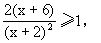 2(x + 6)
(x + 2)² ⩾1,